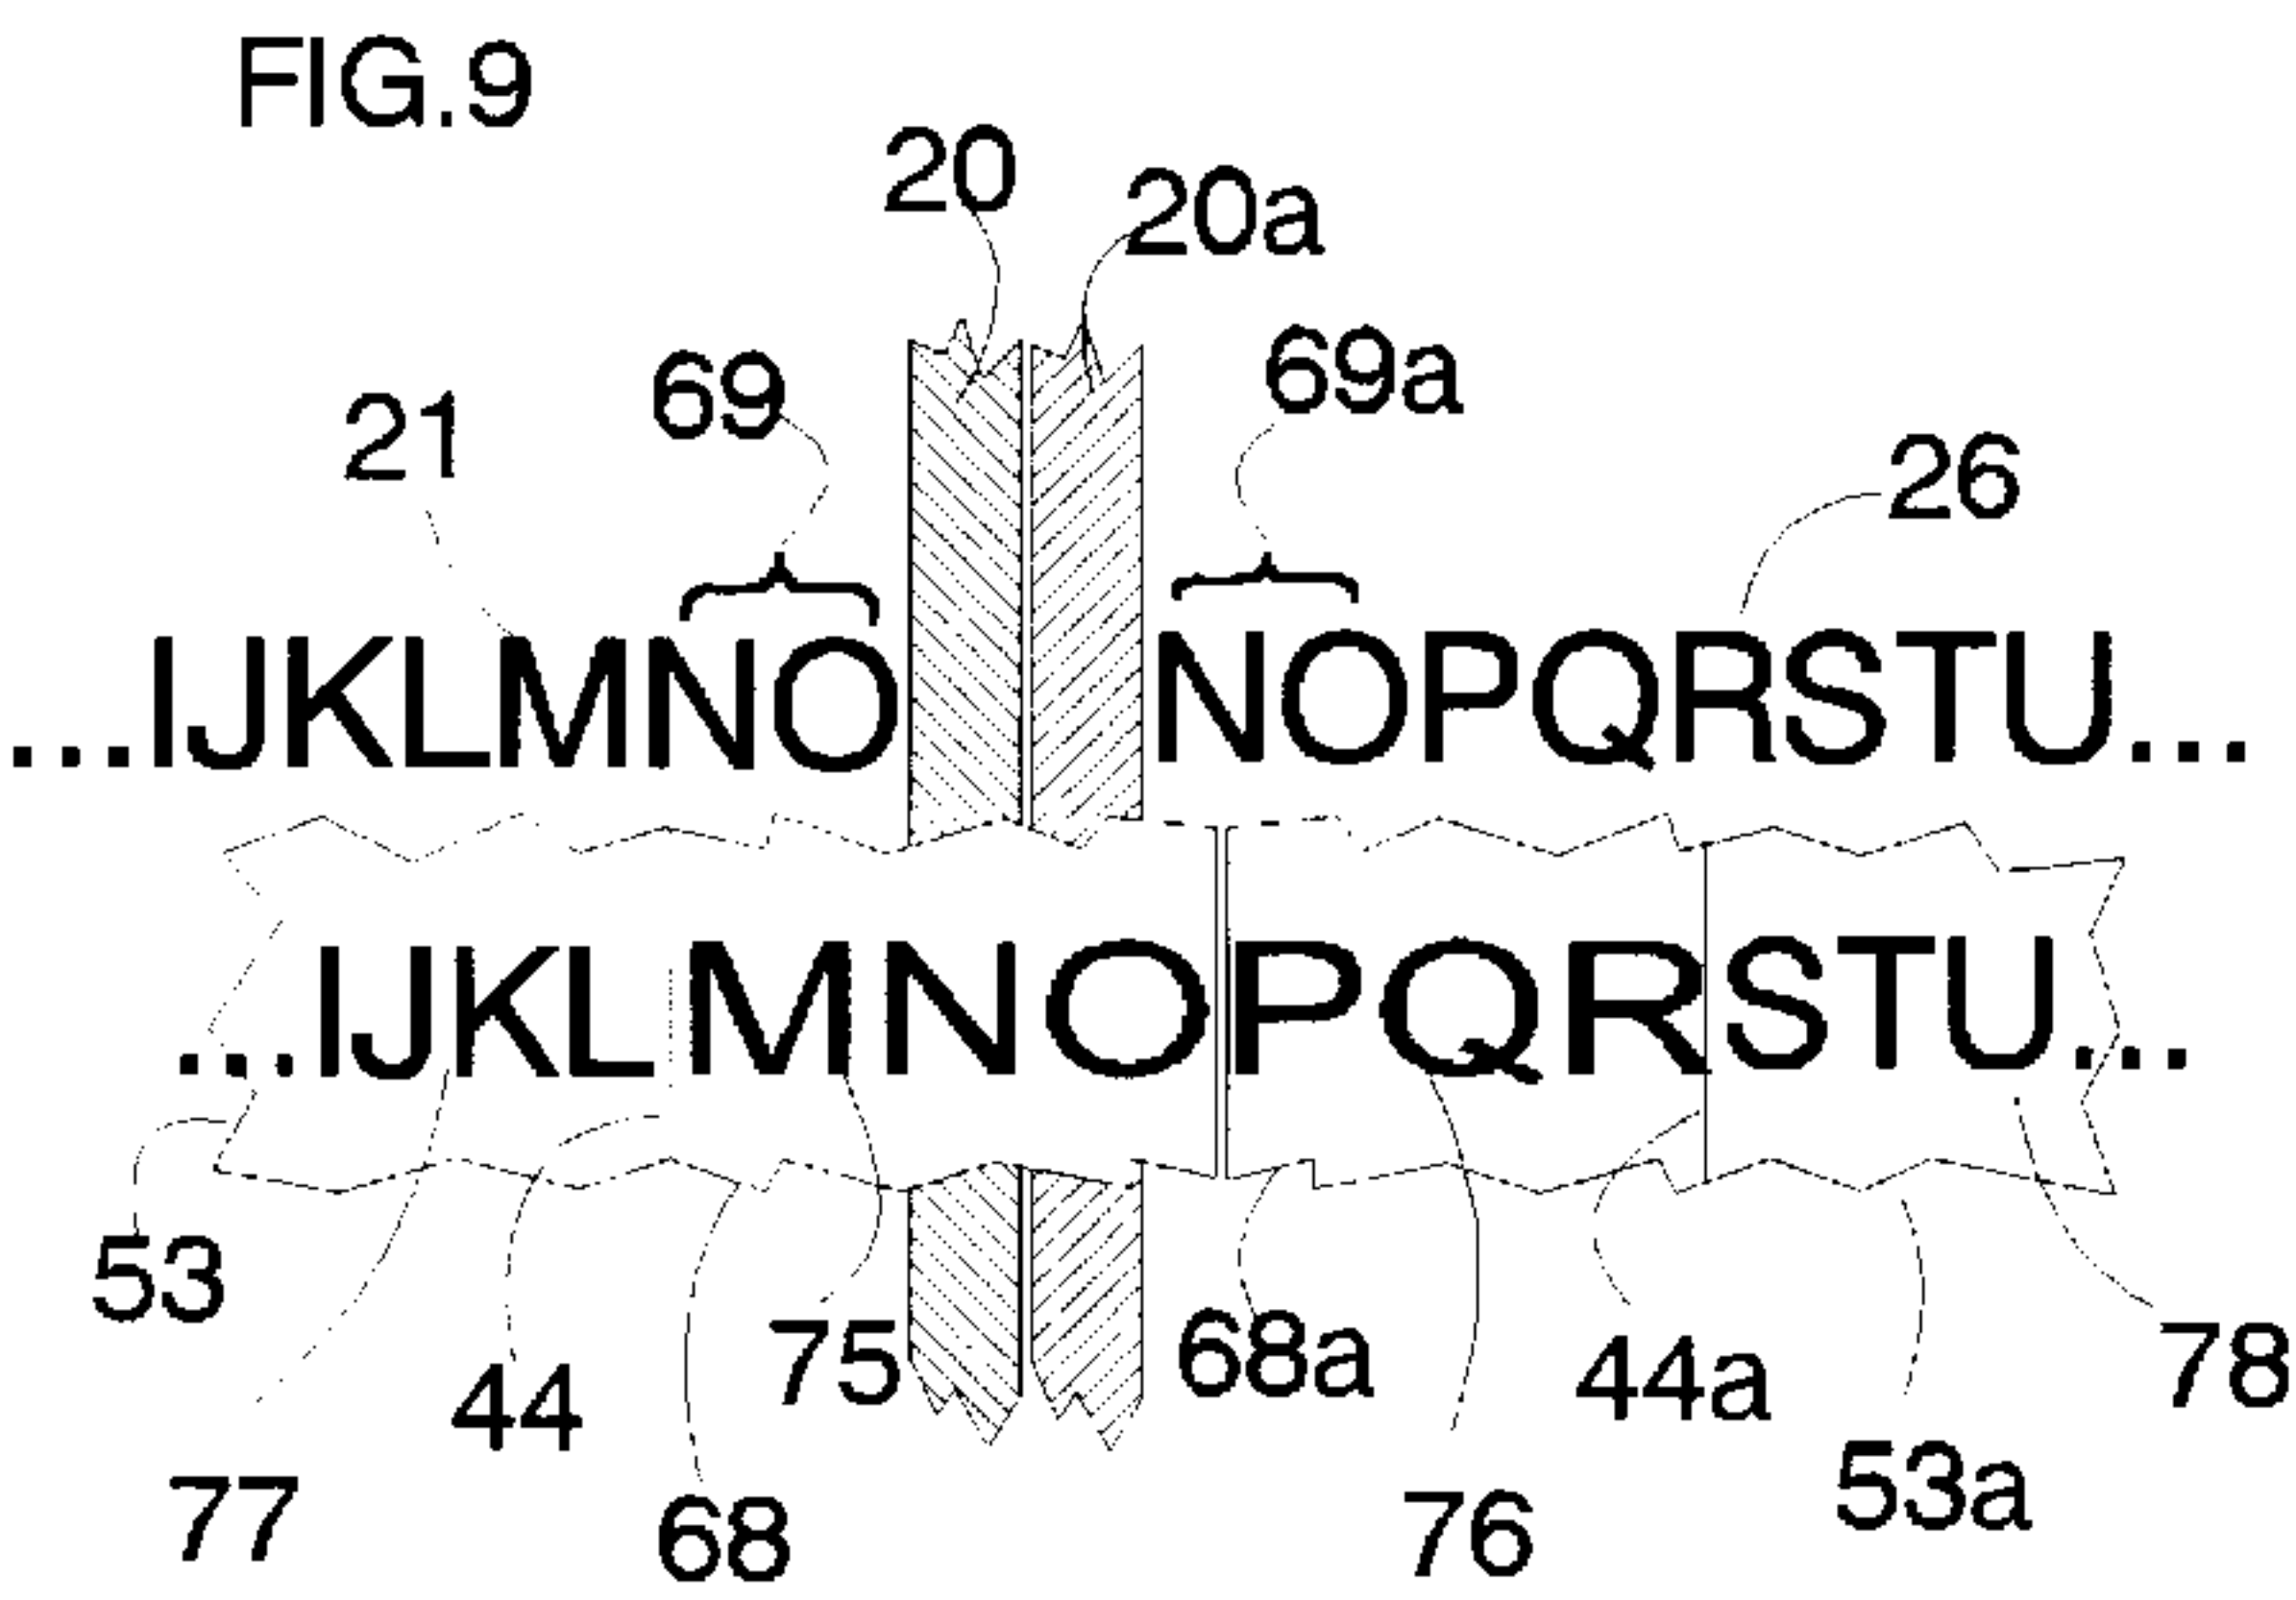 FIG.9
20
20a
69
69a
21
26
...IJKLMNO NOPQRSTU...
...IJKLMNOPQRSTU...
53
44
75
68a
44a
78
77
68
76
53a